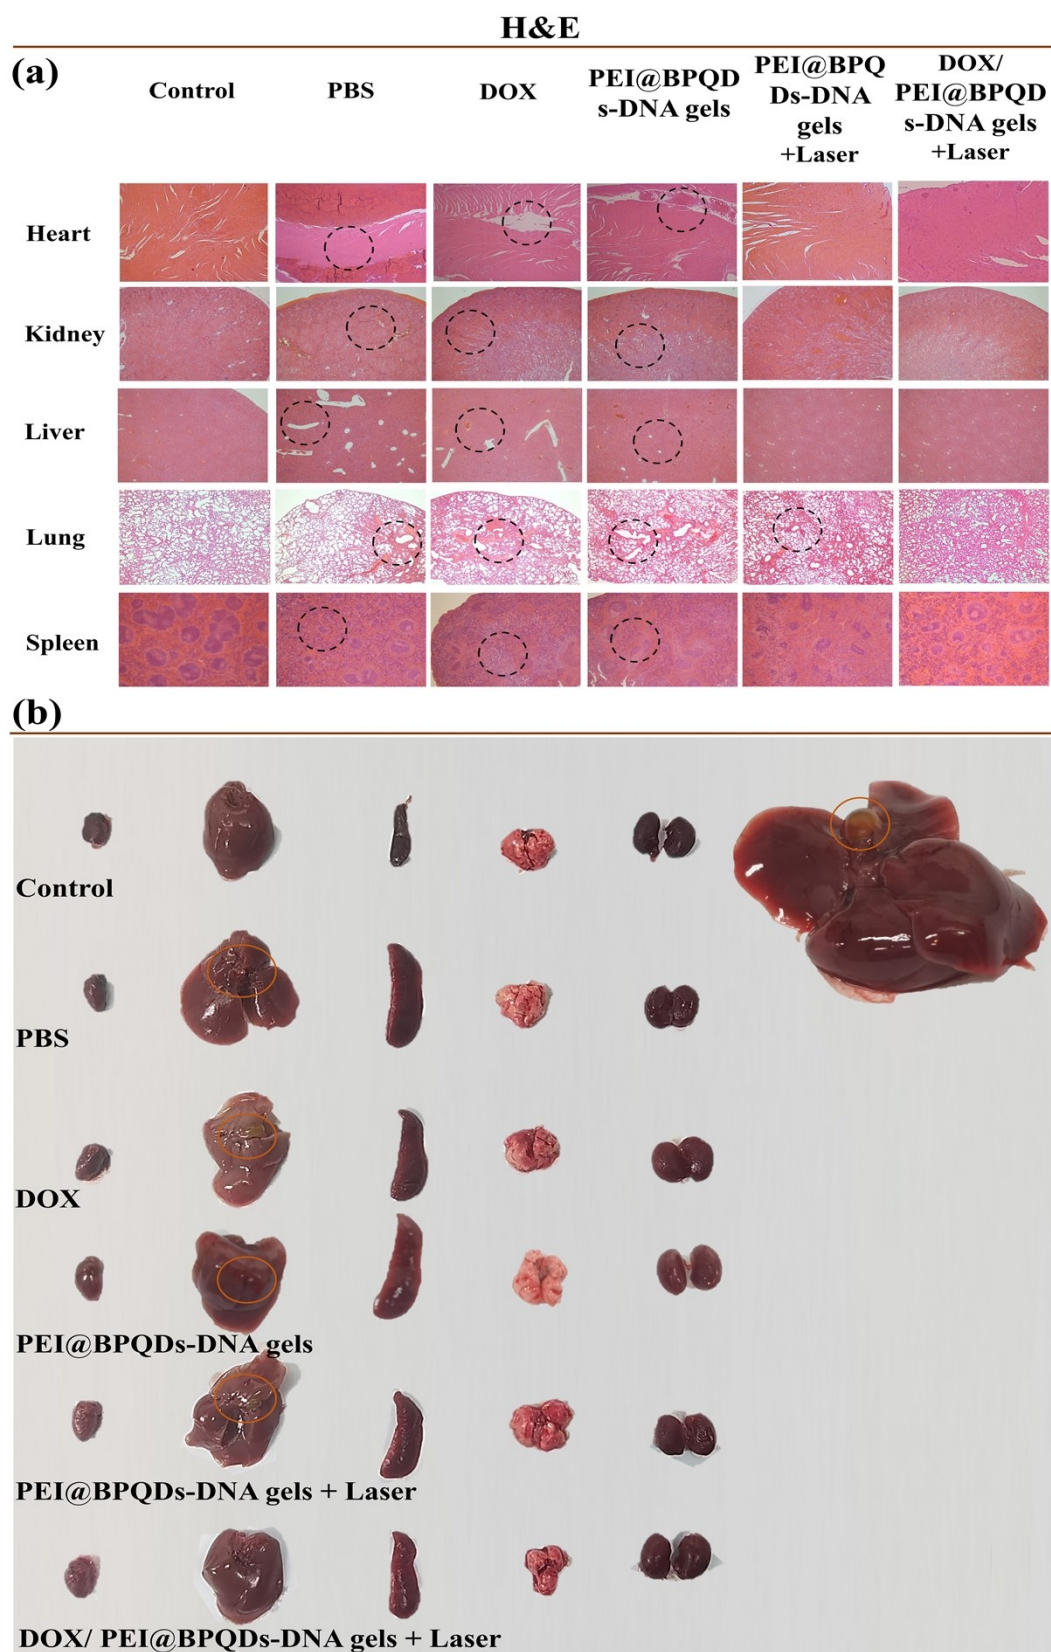 H&E
(a)
Control
PBS
DOX
PEI@BPQD
s-DNA gels
PEI@BPQ
Ds-DNA
gels
+Laser
DOX/
PEI@BPQD
s-DNA gels
+Laser
Heart
Kidney
Liver
Lung
Spleen
(b)
Control
PBS
DOX
PEI@BPQDs-DNA gels
PEI@BPQDs-DNA gels + Laser
DOX/ PEI@BPQDs-DNA gels + Laser